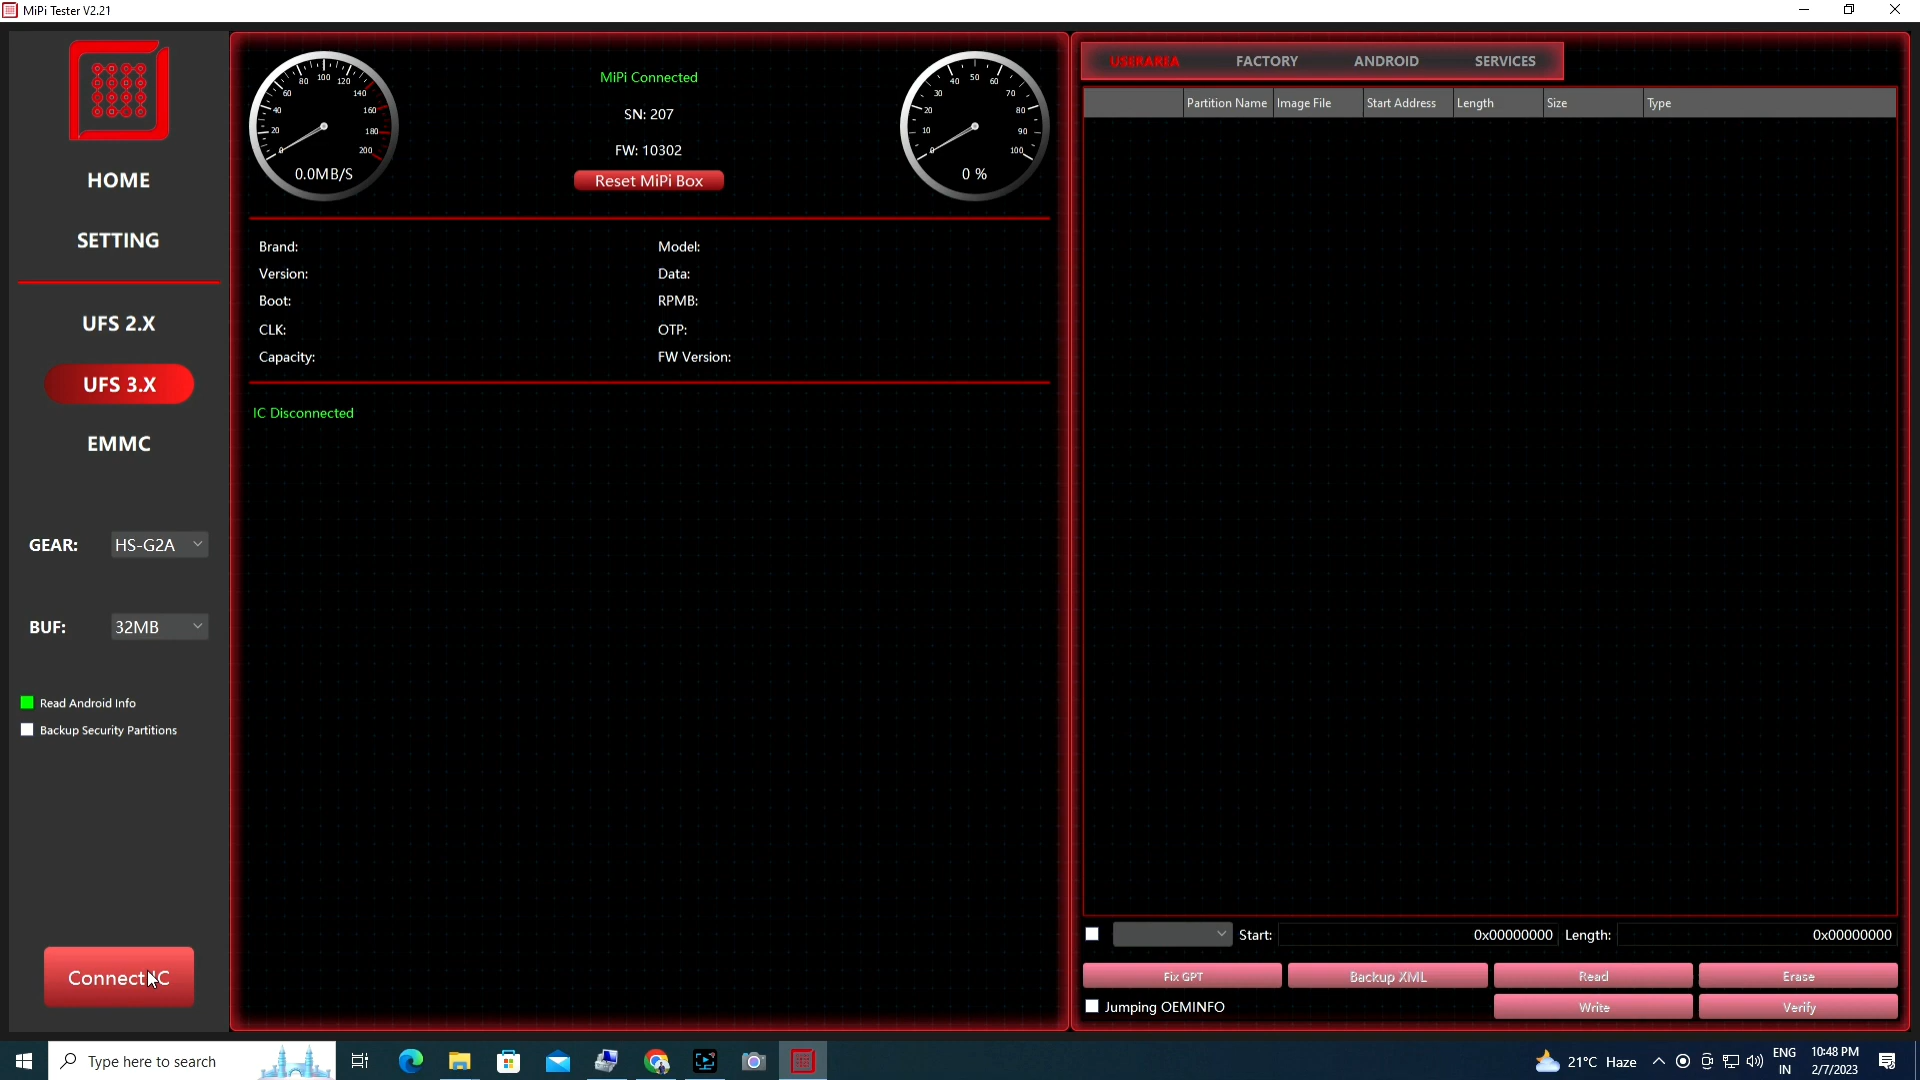 MiPi Tester V2.21
HOME
SETTING
UFS 2.X
UFS 3.X
EMMC
GEAR: HS-G2A
BUF: 32MB
Read Android Info
Backup Security Partitions
Connect IC
0 20 40 60 80 100 120 140 160 180 200
0.0MB/S
MiPi Connected
SN: 207
FW: 10302
Reset MiPi Box
0 10 20 30 40 50 60 70 80 90 100
0 %
Brand: Model:
Version: Data:
Boot: RPMB:
CLK: OTP:
Capacity: FW Version:
IC Disconnected
USERAREA FACTORY ANDROID SERVICES
Partition Name Image File Start Address Length Size Type
Start: 0x00000000 Length: 0x00000000
Fix GPT Backup XML Read Erase
Jumping OEMINFO Write Verify
Type here to search
21°C Haze
ENG
IN
10:48 PM
2/7/2023